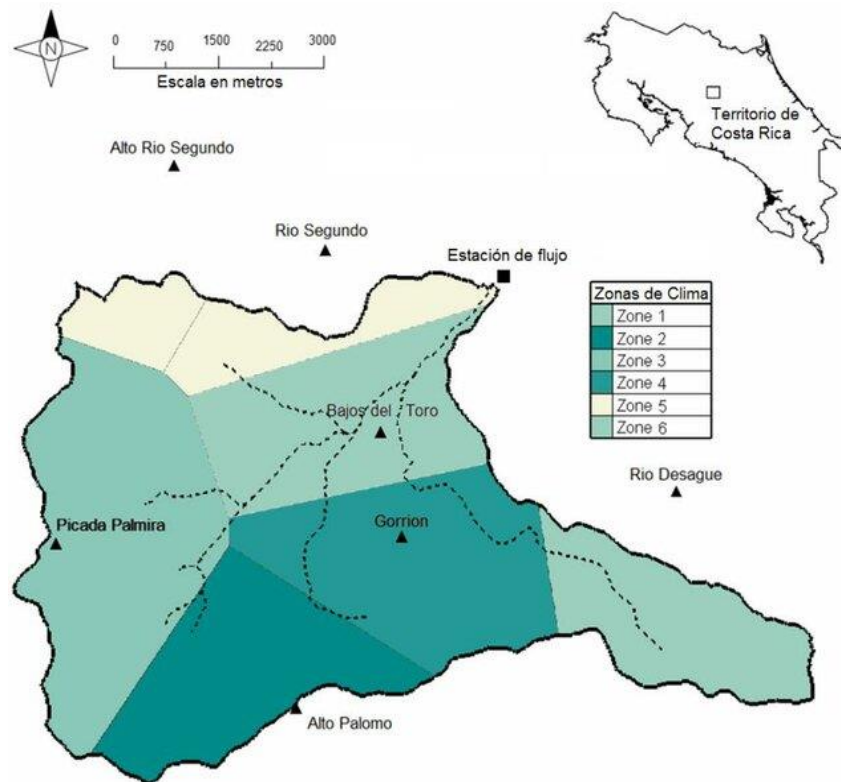 N
0 750 1500 2250 3000
Escala en metros
Territorio de
Costa Rica
Alto Rio Segundo
Rio Segundo
Estación de flujo
Zonas de Clima
Zone 1
Zone 2
Zone 3
Zone 4
Zone 5
Zone 6
Bajos del Toro
Rio Desague
Picada Palmira
Gorrion
Alto Palomo